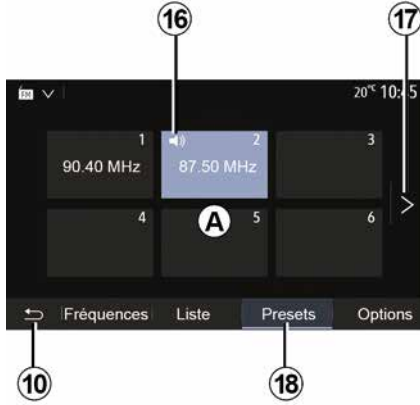 16 17
FM 20°C 10:45
1 2 3
90.40 MHz 87.50 MHz
4 A 5 6
Fréquences Liste Presets Options
10 18